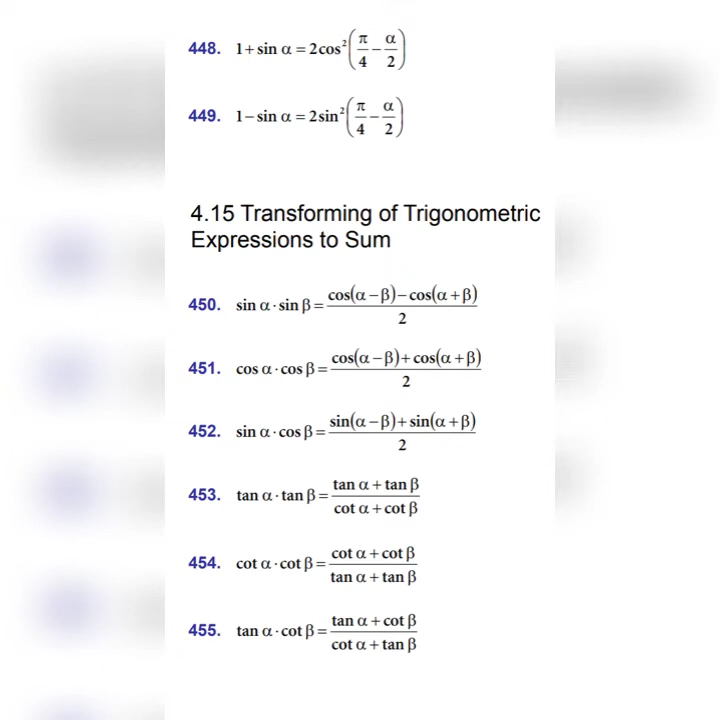 448. 1+sin α = 2cos²(π/4 − α/2)
449. 1−sin α = 2sin²(π/4 − α/2)
4.15 Transforming of Trigonometric
Expressions to Sum
450. sin α · sin β = cos(α−β)−cos(α+β) / 2
451. cos α · cos β = cos(α−β)+cos(α+β) / 2
452. sin α · cos β = sin(α−β)+sin(α+β) / 2
453. tan α · tan β = tan α + tan β / cot α + cot β
454. cot α · cot β = cot α + cot β / tan α + tan β
455. tan α · cot β = tan α + cot β / cot α + tan β